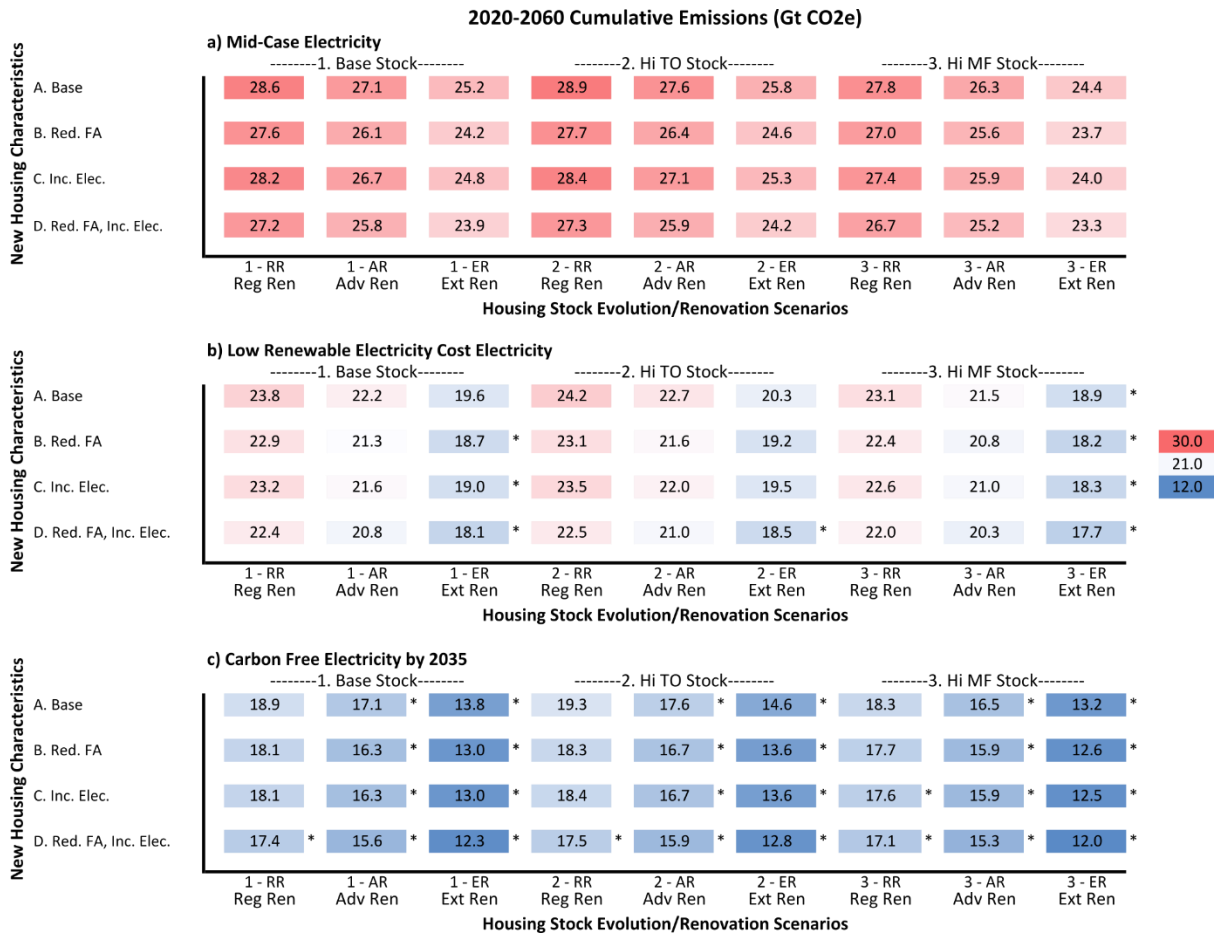 2020-2060 Cumulative Emissions (Gt CO2e)
a) Mid-Case Electricity
--------1. Base Stock-------- --------2. Hi TO Stock-------- --------3. Hi MF Stock--------
New Housing Characteristics
A. Base 28.6 27.1 25.2 28.9 27.6 25.8 27.8 26.3 24.4
B. Red. FA 27.6 26.1 24.2 27.7 26.4 24.6 27.0 25.6 23.7
C. Inc. Elec. 28.2 26.7 24.8 28.4 27.1 25.3 27.4 25.9 24.0
D. Red. FA, Inc. Elec. 27.2 25.8 23.9 27.3 25.9 24.2 26.7 25.2 23.3
1 - RR 1 - AR 1 - ER 2 - RR 2 - AR 2 - ER 3 - RR 3 - AR 3 - ER
Reg Ren Adv Ren Ext Ren Reg Ren Adv Ren Ext Ren Reg Ren Adv Ren Ext Ren
Housing Stock Evolution/Renovation Scenarios
b) Low Renewable Electricity Cost Electricity
--------1. Base Stock-------- --------2. Hi TO Stock-------- --------3. Hi MF Stock--------
New Housing Characteristics
A. Base 23.8 22.2 19.6 24.2 22.7 20.3 23.1 21.5 18.9 *
B. Red. FA 22.9 21.3 18.7 * 23.1 21.6 19.2 22.4 20.8 18.2 *
C. Inc. Elec. 23.2 21.6 19.0 * 23.5 22.0 19.5 22.6 21.0 18.3 *
D. Red. FA, Inc. Elec. 22.4 20.8 18.1 * 22.5 21.0 18.5 * 22.0 20.3 17.7 *
30.0
21.0
12.0
1 - RR 1 - AR 1 - ER 2 - RR 2 - AR 2 - ER 3 - RR 3 - AR 3 - ER
Reg Ren Adv Ren Ext Ren Reg Ren Adv Ren Ext Ren Reg Ren Adv Ren Ext Ren
Housing Stock Evolution/Renovation Scenarios
c) Carbon Free Electricity by 2035
--------1. Base Stock-------- --------2. Hi TO Stock-------- --------3. Hi MF Stock--------
New Housing Characteristics
A. Base 18.9 17.1 * 13.8 * 19.3 17.6 * 14.6 * 18.3 16.5 * 13.2 *
B. Red. FA 18.1 16.3 * 13.0 * 18.3 16.7 * 13.6 * 17.7 15.9 * 12.6 *
C. Inc. Elec. 18.1 16.3 * 13.0 * 18.4 16.7 * 13.6 * 17.6 * 15.9 * 12.5 *
D. Red. FA, Inc. Elec. 17.4 * 15.6 * 12.3 * 17.5 * 15.9 * 12.8 * 17.1 * 15.3 * 12.0 *
1 - RR 1 - AR 1 - ER 2 - RR 2 - AR 2 - ER 3 - RR 3 - AR 3 - ER
Reg Ren Adv Ren Ext Ren Reg Ren Adv Ren Ext Ren Reg Ren Adv Ren Ext Ren
Housing Stock Evolution/Renovation Scenarios